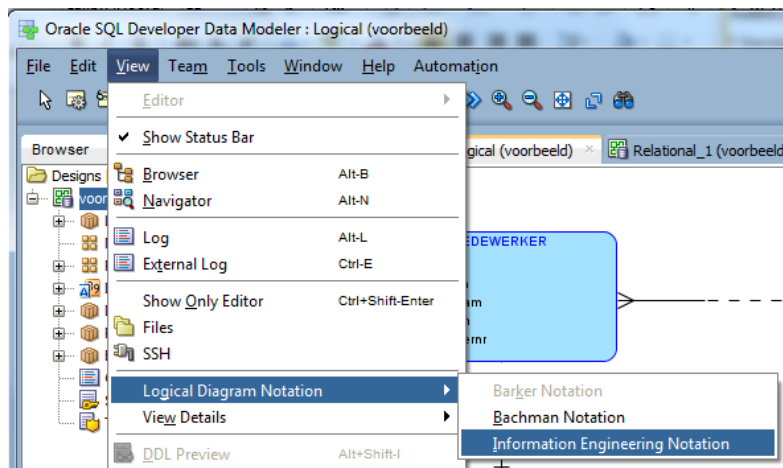 Oracle SQL Developer Data Modeler : Logical (voorbeeld)
File Edit View Team Tools Window Help Automation
Editor
Show Status Bar
Browser
gical (voorbeeld) Relational_1 (voorbeeld
Designs
Browser Alt-B
voor
Navigator Alt-N
Log Alt-L
EDEWERKER
External Log Ctrl-E
Show Only Editor Ctrl+Shift-Enter
am
Files
ernr
SSH
Logical Diagram Notation
Barker Notation
View Details
Bachman Notation
Information Engineering Notation
DDL Preview Alt+Shift-I